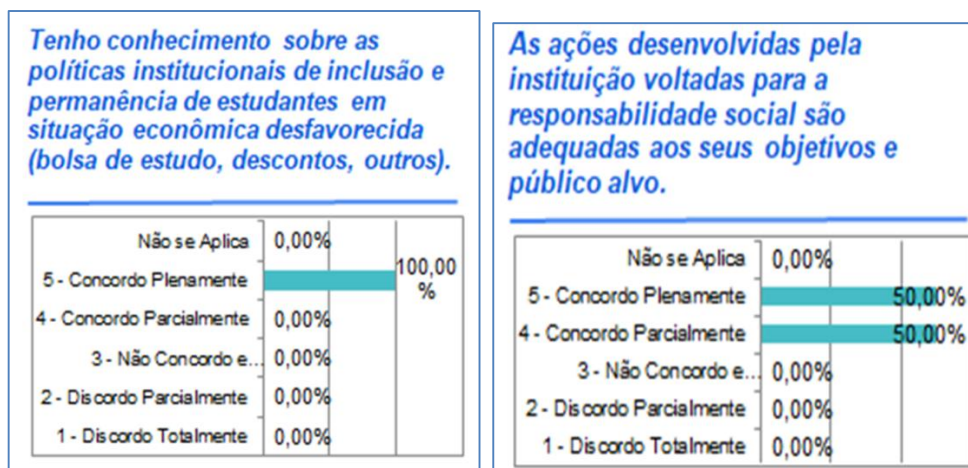 Tenho conhecimento sobre as
políticas institucionais de inclusão e
permanência de estudantes em
situação econômica desfavorecida
(bolsa de estudo, descontos, outros).
Não se Aplica 0,00%
5 - Concordo Plenamente 100,00
%
4 - Concordo Parcialmente 0,00%
3 - Não Concordo e... 0,00%
2 - Discordo Parcialmente 0,00%
1 - Discordo Totalmente 0,00%
As ações desenvolvidas pela
instituição voltadas para a
responsabilidade social são
adequadas aos seus objetivos e
público alvo.
Não se Aplica 0,00%
5 - Concordo Plenamente 50,00%
4 - Concordo Parcialmente 50,00%
3 - Não Concordo e... 0,00%
2 - Discordo Parcialmente 0,00%
1 - Discordo Totalmente 0,00%